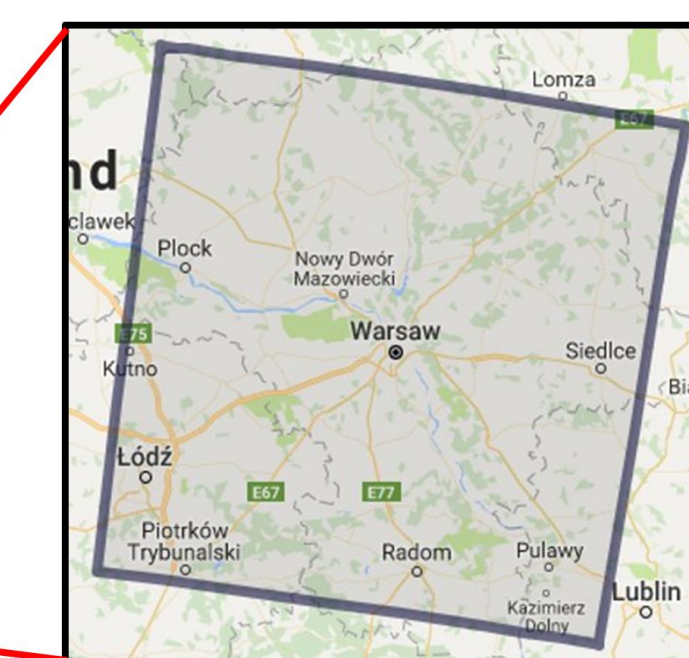 Lomza
E67
nd
clawek
Plock
Nowy Dwór
Mazowiecki
Warsaw
E75
Siedlce
Kutno
Bi
Łódź
E67
E77
Piotrków
Trybunalski
Radom
Pulawy
Lublin
Kazimierz
Dolny